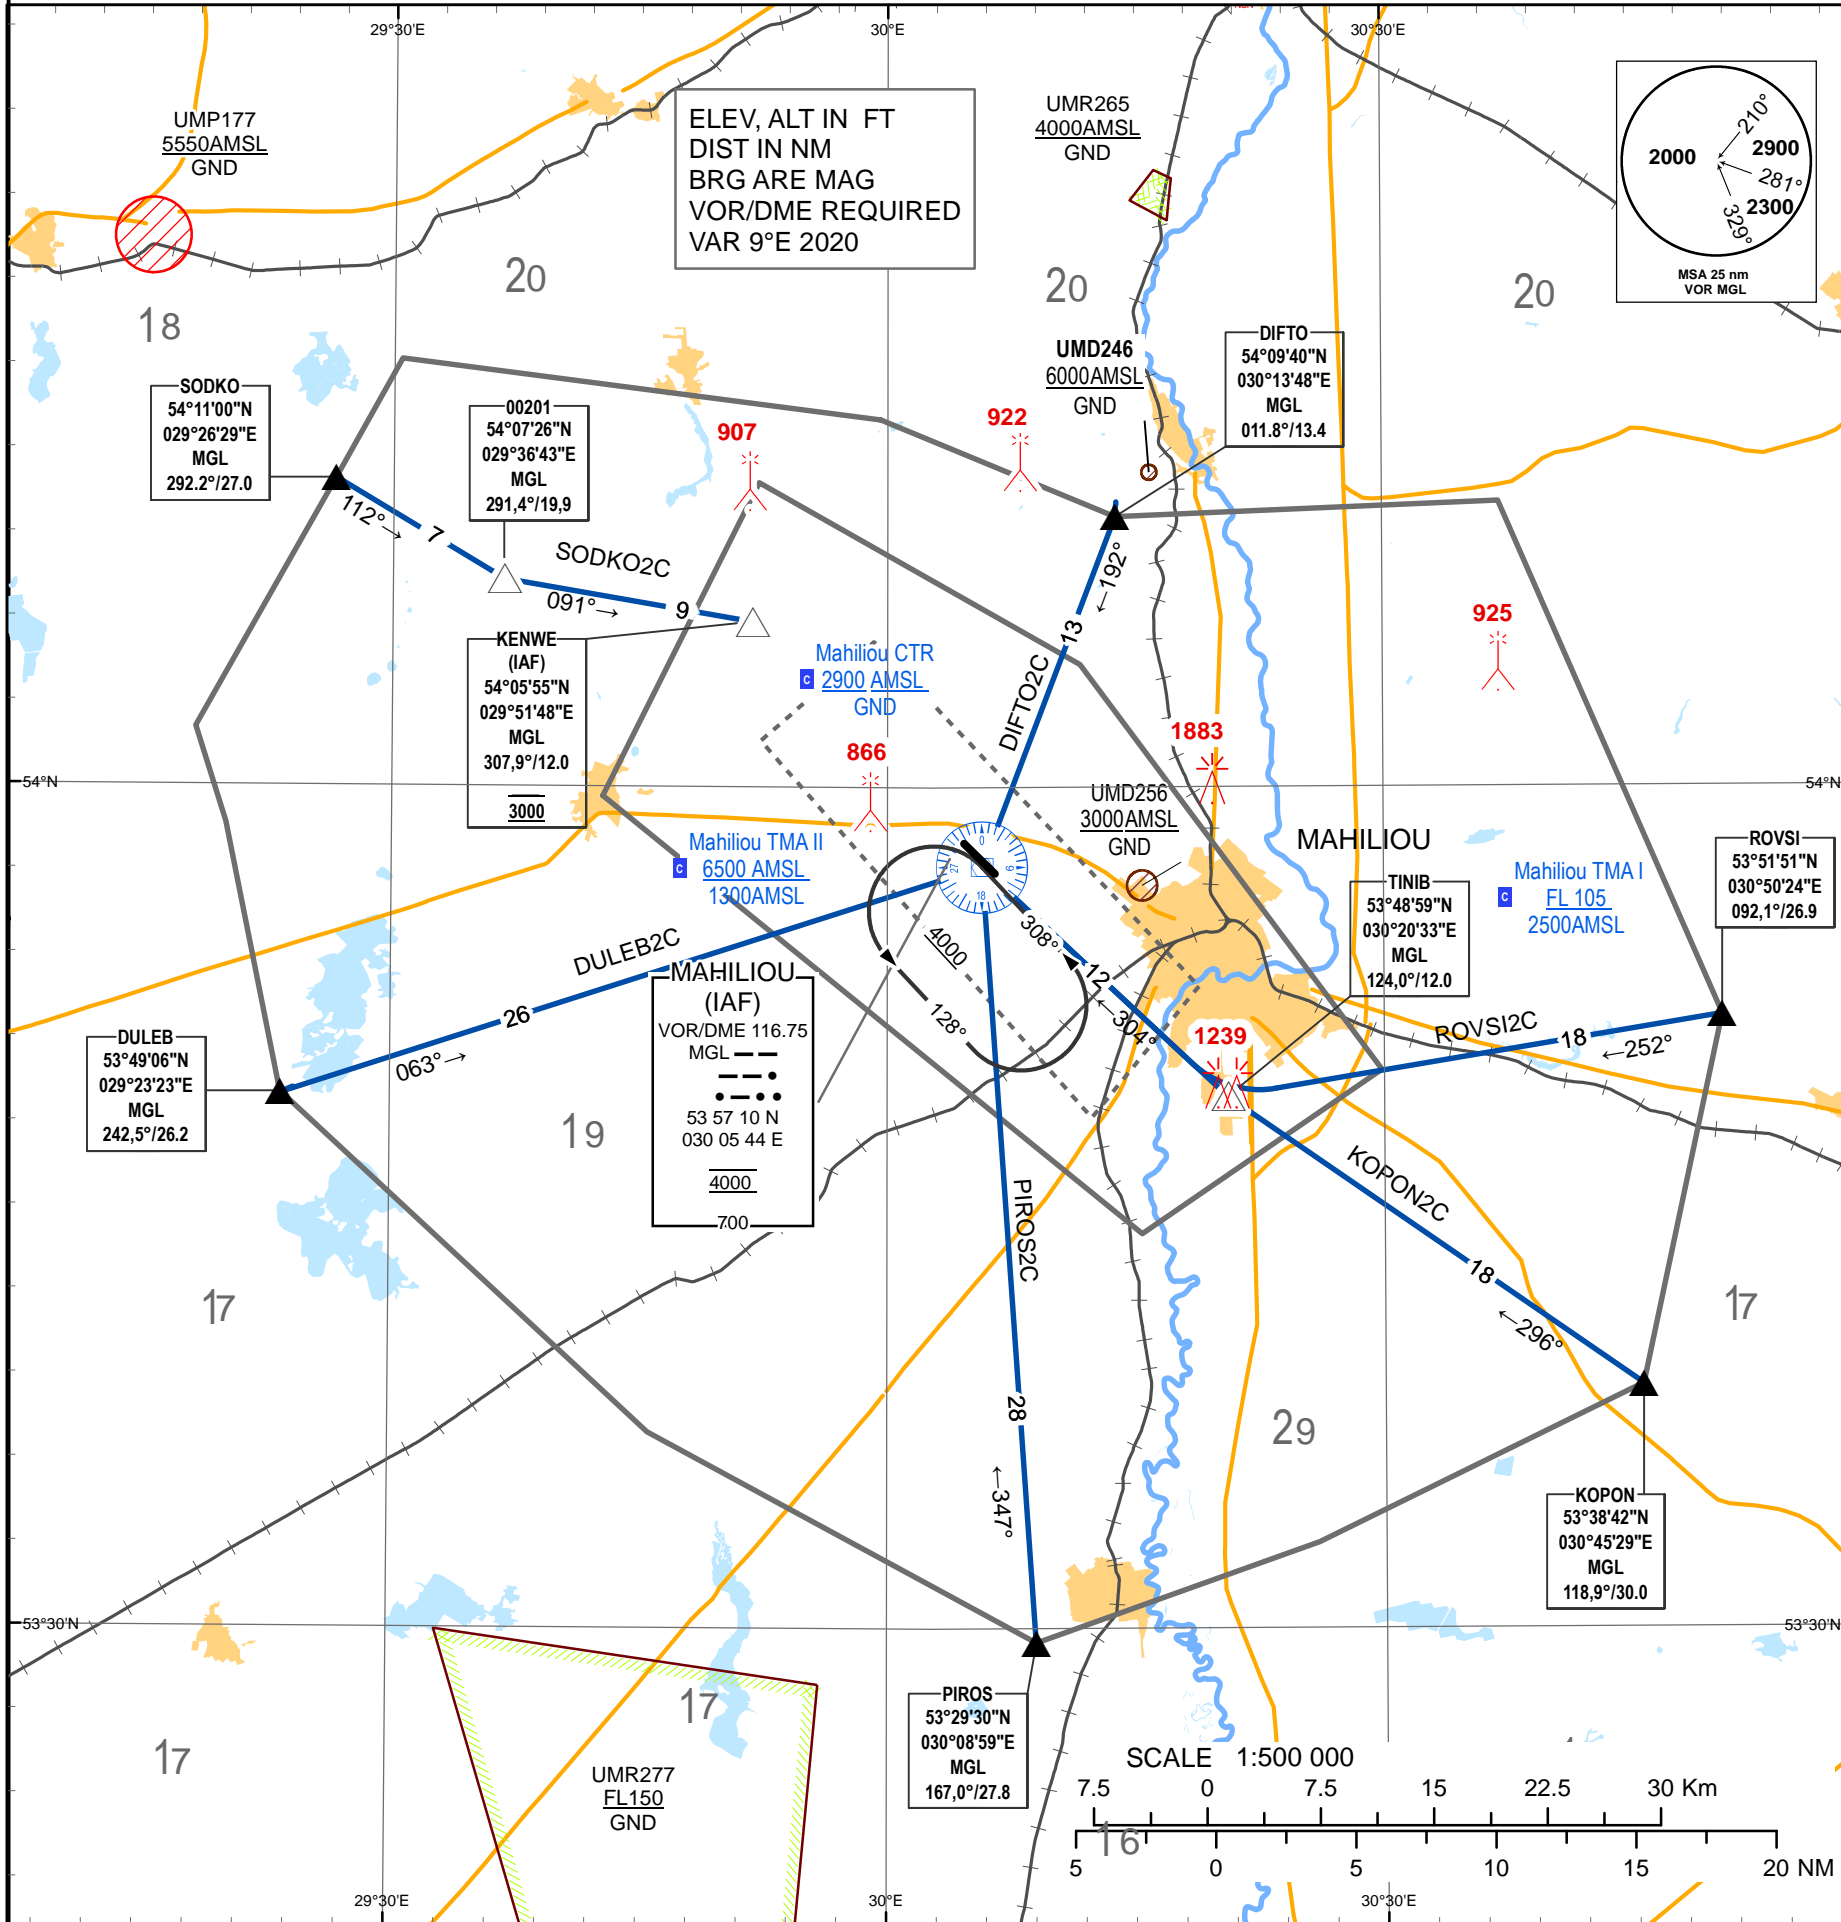 29°30'E
30°E
30°30'E
UMP177
5550AMSL
GND
ELEV, ALT IN FT
DIST IN NM
BRG ARE MAG
VOR/DME REQUIRED
VAR 9°E 2020
UMR265
4000AMSL
GND
210°
2000
2900
281°
2300
329°
MSA 25 nm
VOR MGL
20
20
20
18
UMD246
6000AMSL
GND
DIFTO
54°09'40"N
030°13'48"E
MGL
011.8°/13.4
SODKO
54°11'00"N
029°26'29"E
MGL
292.2°/27.0
00201
54°07'26"N
029°36'43"E
MGL
291,4°/19,9
907
922
112°→
7
SODKO2C
091°→
9
←192°
13
DIFTO2C
925
KENWE
(IAF)
54°05'55"N
029°51'48"E
MGL
307,9°/12.0
3000
C
Mahiliou CTR
2900 AMSL
GND
866
1883
54°N
54°N
UMD256
3000AMSL
GND
MAHILIOU
C
Mahiliou TMA II
6500 AMSL
1300AMSL
0
9
18
27
C
Mahiliou TMA I
FL 105
2500AMSL
ROVSI
53°51'51"N
030°50'24"E
092,1°/26.9
TINIB
53°48'59"N
030°20'33"E
MGL
124,0°/12.0
DULEB2C
26
063°→
4000
308°
12
128°
←304°
MAHILIOU
(IAF)
VOR/DME 116.75
MGL
53 57 10 N
030 05 44 E
4000
700
DULEB
53°49'06"N
029°23'23"E
MGL
242,5°/26.2
1239
ROVSI2C
18
←252°
19
KOPON2C
18
←296°
PIROS2C
28
←347°
17
17
29
KOPON
53°38'42"N
030°45'29"E
MGL
118,9°/30.0
53°30'N
53°30'N
PIROS
53°29'30"N
030°08'59"E
MGL
167,0°/27.8
17
17
UMR277
FL150
GND
SCALE 1:500 000
7.5 0 7.5 15 22.5 30 Km
16
5 0 5 10 15 20 NM
29°30'E
30°E
30°30'E